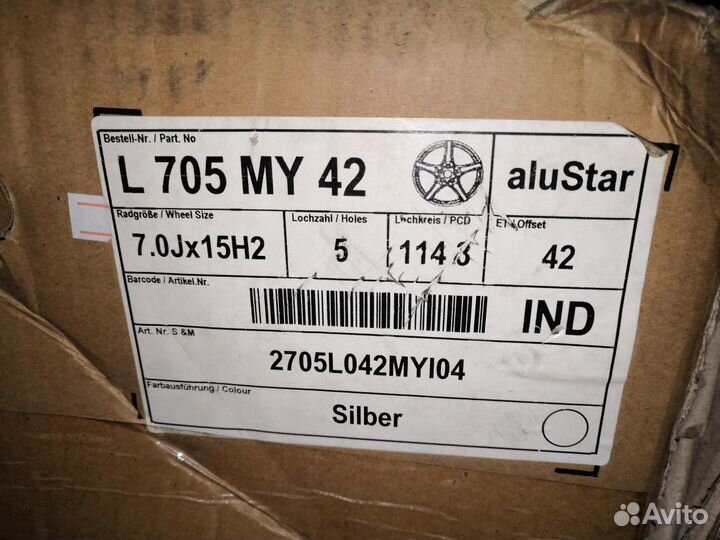 Bestell-Nr. / Part. No
L 705 MY 42
aluStar
Radgröße / Wheel Size
Lochzahl / Holes
Lochkreis / PCD
ET / Offset
7.0Jx15H2
5
114 3
42
Barcode / Artikel.Nr.
IND
Art. Nr. S &M
2705L042MYI04
Farbausführung / Colour
Silber
Avito